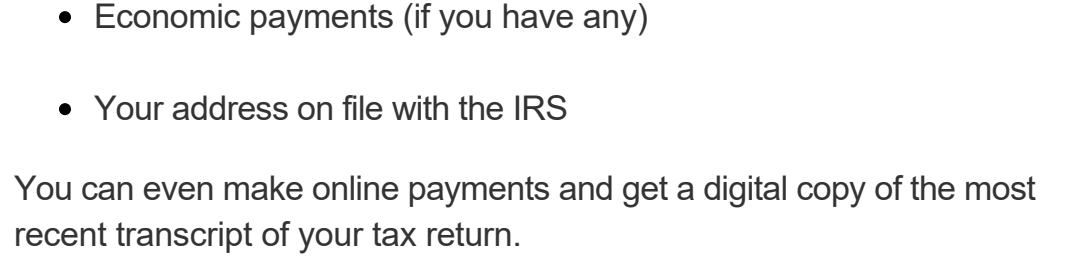 • Economic payments (if you have any)
• Your address on file with the IRS
You can even make online payments and get a digital copy of the most
recent transcript of your tax return.